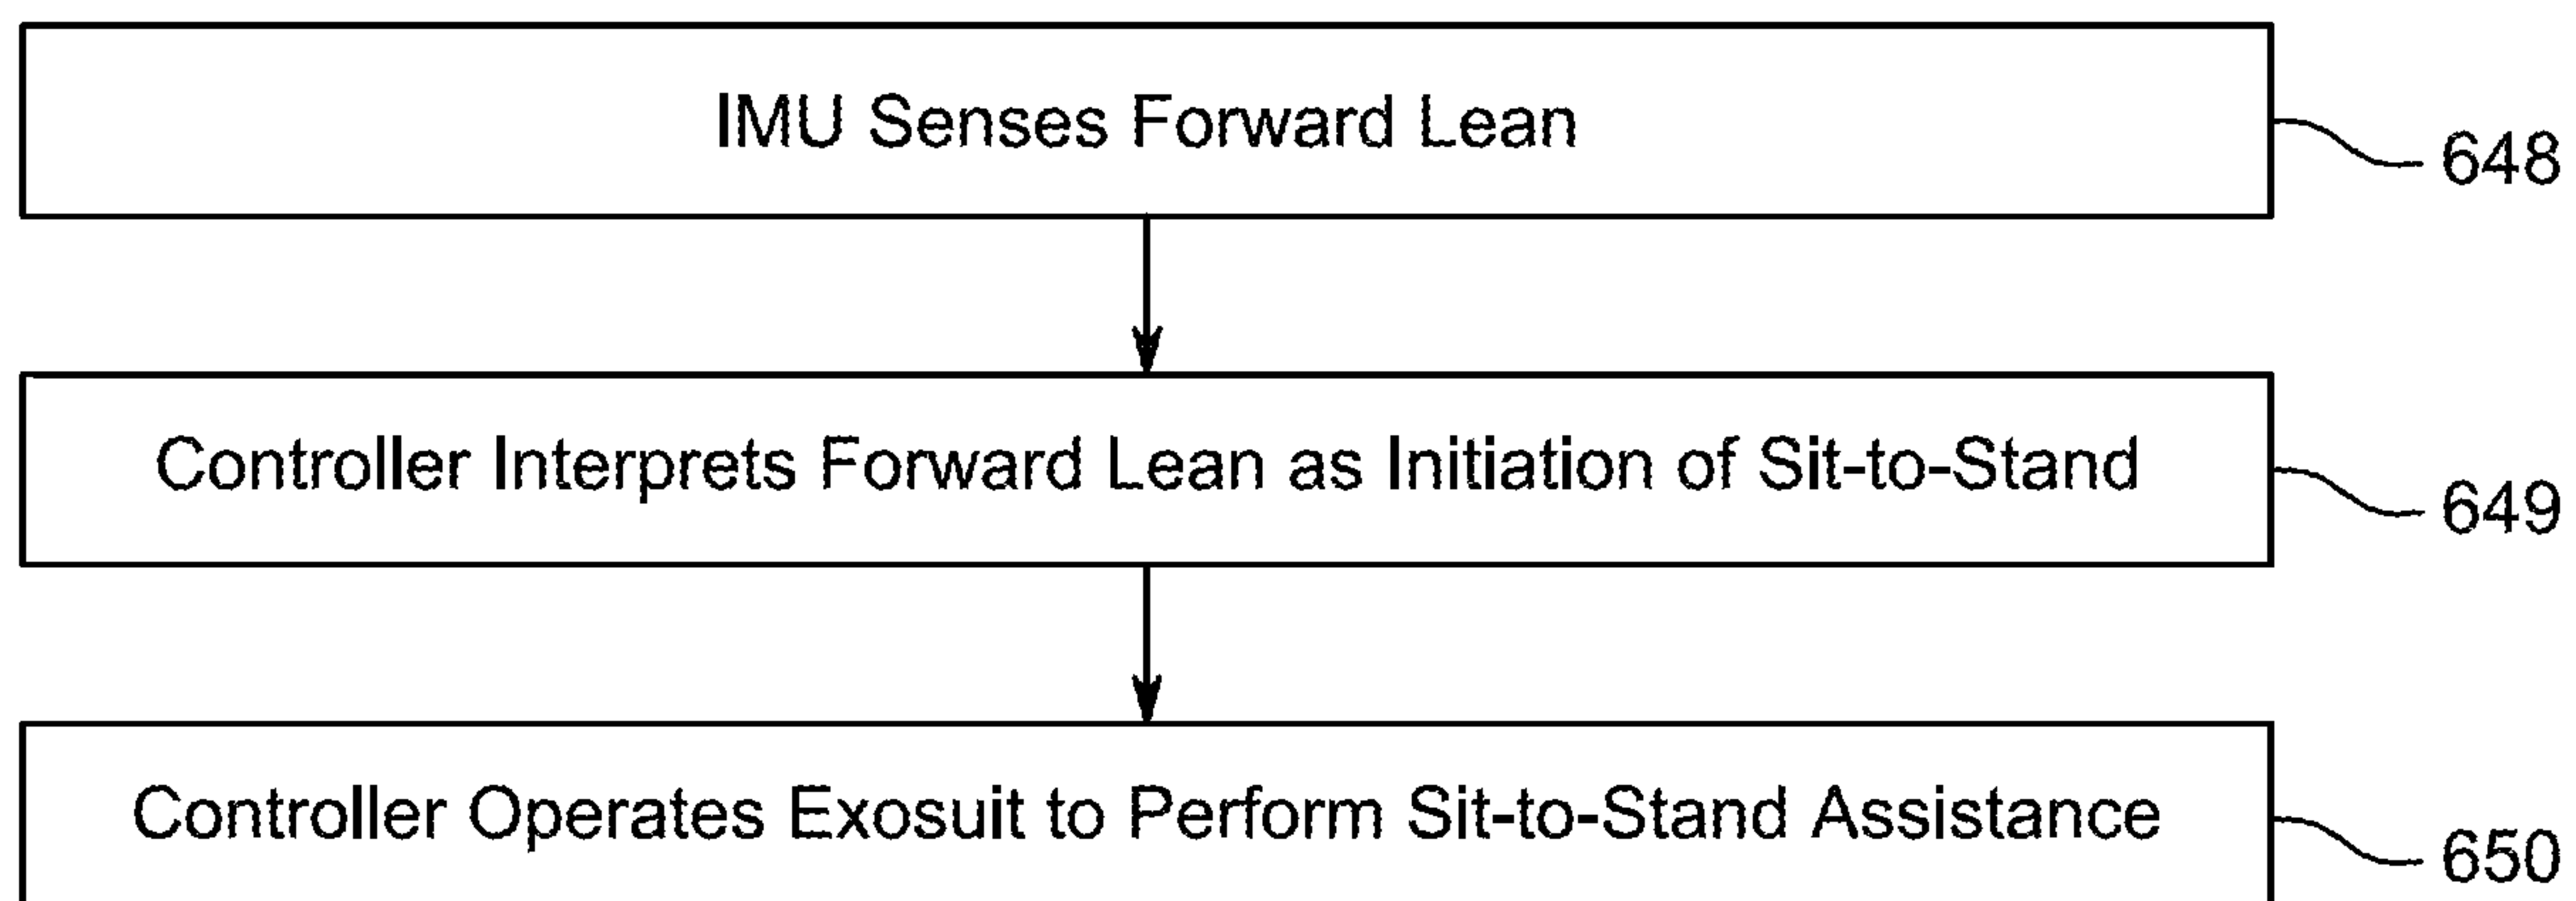 IMU Senses Forward Lean
648
Controller Interprets Forward Lean as Initiation of Sit-to-Stand
649
Controller Operates Exosuit to Perform Sit-to-Stand Assistance
650